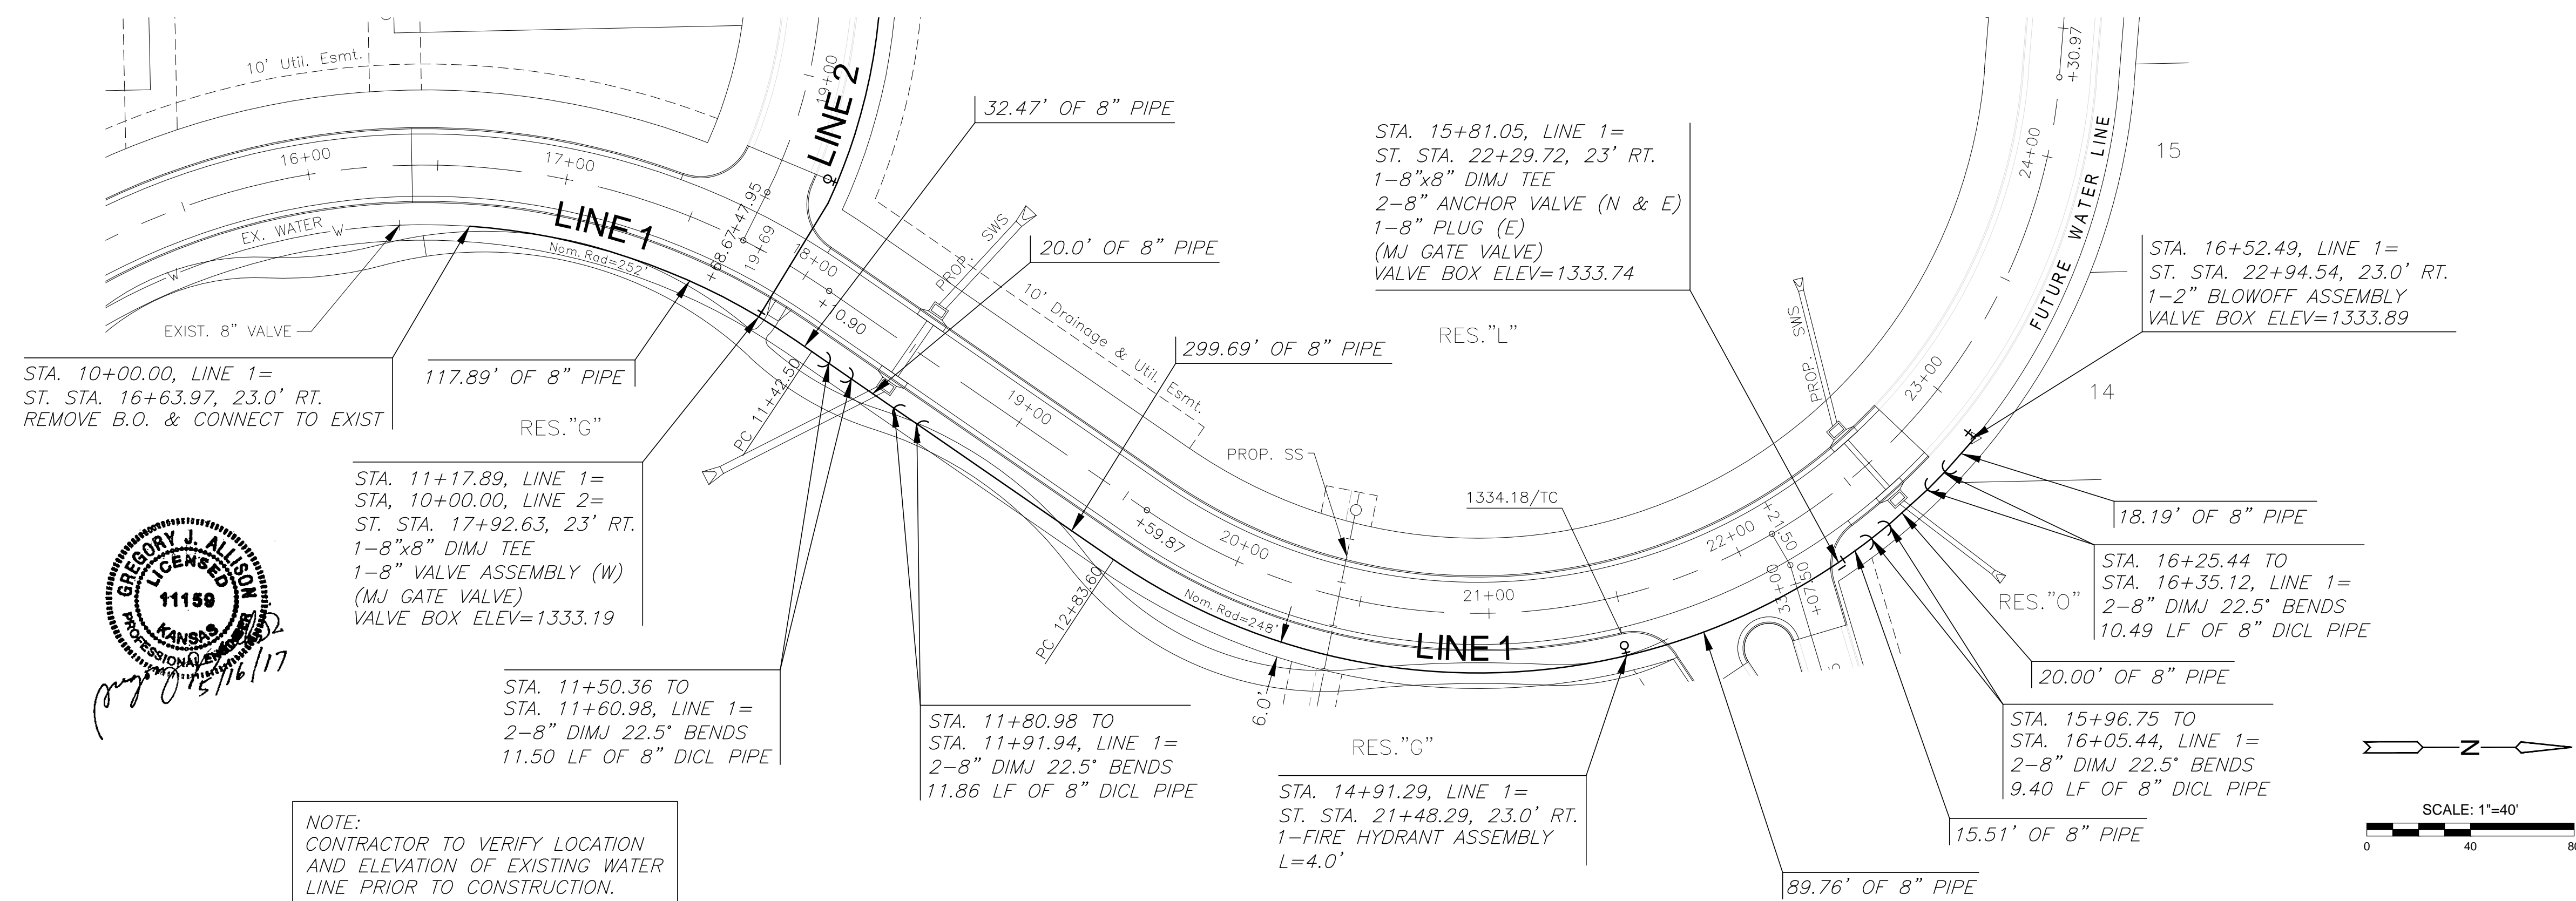 10' Util. Esmt.
16+00
17+00
EX. WATER
W
W
LINE 1
Nom. Rad=252'
EXIST. 8" VALVE
STA. 10+00.00, LINE 1=
ST. STA. 16+63.97, 23.0' RT.
REMOVE B.O. & CONNECT TO EXIST
117.89' OF 8" PIPE
RES."G"
STA. 11+17.89, LINE 1=
STA, 10+00.00, LINE 2=
ST. STA. 17+92.63, 23' RT.
1-8"x8" DIMJ TEE
1-8" VALVE ASSEMBLY (W)
(MJ GATE VALVE)
VALVE BOX ELEV=1333.19
LINE 2
19+00
+68.67
+47.95
19+69
18+00
+10.90
PC 11+42.50
32.47' OF 8" PIPE
PROP. SWS
20.0' OF 8" PIPE
10' Drainage & Util. Esmt.
299.69' OF 8" PIPE
19+00
+59.87
20+00
PC 12+83.60
Nom. Rad=248'
6.0'
PROP. SS
1334.18/TC
LINE 1
21+00
22+00
+21.50
33+00
+07.50
STA. 15+81.05, LINE 1=
ST. STA. 22+29.72, 23' RT.
1-8"x8" DIMJ TEE
2-8" ANCHOR VALVE (N & E)
1-8" PLUG (E)
(MJ GATE VALVE)
VALVE BOX ELEV=1333.74
RES."L"
PROP. SWS
23+00
24+00
+30.97
FUTURE WATER LINE
15
14
STA. 16+52.49, LINE 1=
ST. STA. 22+94.54, 23.0' RT.
1-2" BLOWOFF ASSEMBLY
VALVE BOX ELEV=1333.89
18.19' OF 8" PIPE
STA. 16+25.44 TO
STA. 16+35.12, LINE 1=
2-8" DIMJ 22.5° BENDS
10.49 LF OF 8" DICL PIPE
RES."O"
20.00' OF 8" PIPE
STA. 15+96.75 TO
STA. 16+05.44, LINE 1=
2-8" DIMJ 22.5° BENDS
9.40 LF OF 8" DICL PIPE
15.51' OF 8" PIPE
89.76' OF 8" PIPE
STA. 11+50.36 TO
STA. 11+60.98, LINE 1=
2-8" DIMJ 22.5° BENDS
11.50 LF OF 8" DICL PIPE
STA. 11+80.98 TO
STA. 11+91.94, LINE 1=
2-8" DIMJ 22.5° BENDS
11.86 LF OF 8" DICL PIPE
RES."G"
STA. 14+91.29, LINE 1=
ST. STA. 21+48.29, 23.0' RT.
1-FIRE HYDRANT ASSEMBLY
L=4.0'
GREGORY J. ALLISON
LICENSED
11159
KANSAS
PROFESSIONAL ENGINEER
5/16/17
NOTE:
CONTRACTOR TO VERIFY LOCATION
AND ELEVATION OF EXISTING WATER
LINE PRIOR TO CONSTRUCTION.
N
SCALE: 1"=40'
0 40 80